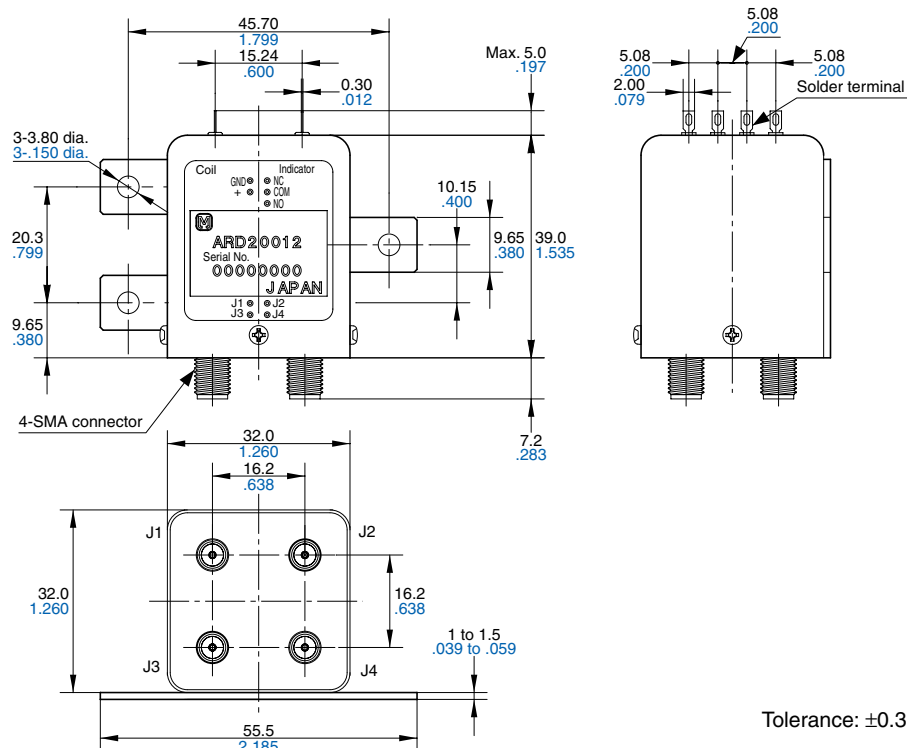 45.70
1.799
15.24
.600
0.30
.012
Max. 5.0
.197
3-3.80 dia.
3-.150 dia.
Coil
Indicator
GND
NC
+
COM
NO
M
ARD20012
Serial No.
00000000
JAPAN
J1
J2
J3
J4
20.3
.799
9.65
.380
10.15
.400
9.65
.380
39.0
1.535
4-SMA connector
7.2
.283
5.08
.200
5.08
.200
5.08
.200
2.00
.079
Solder terminal
32.0
1.260
16.2
.638
J1
J2
32.0
1.260
16.2
.638
J3
J4
1 to 1.5
.039 to .059
55.5
2.185
Tolerance: ±0.3